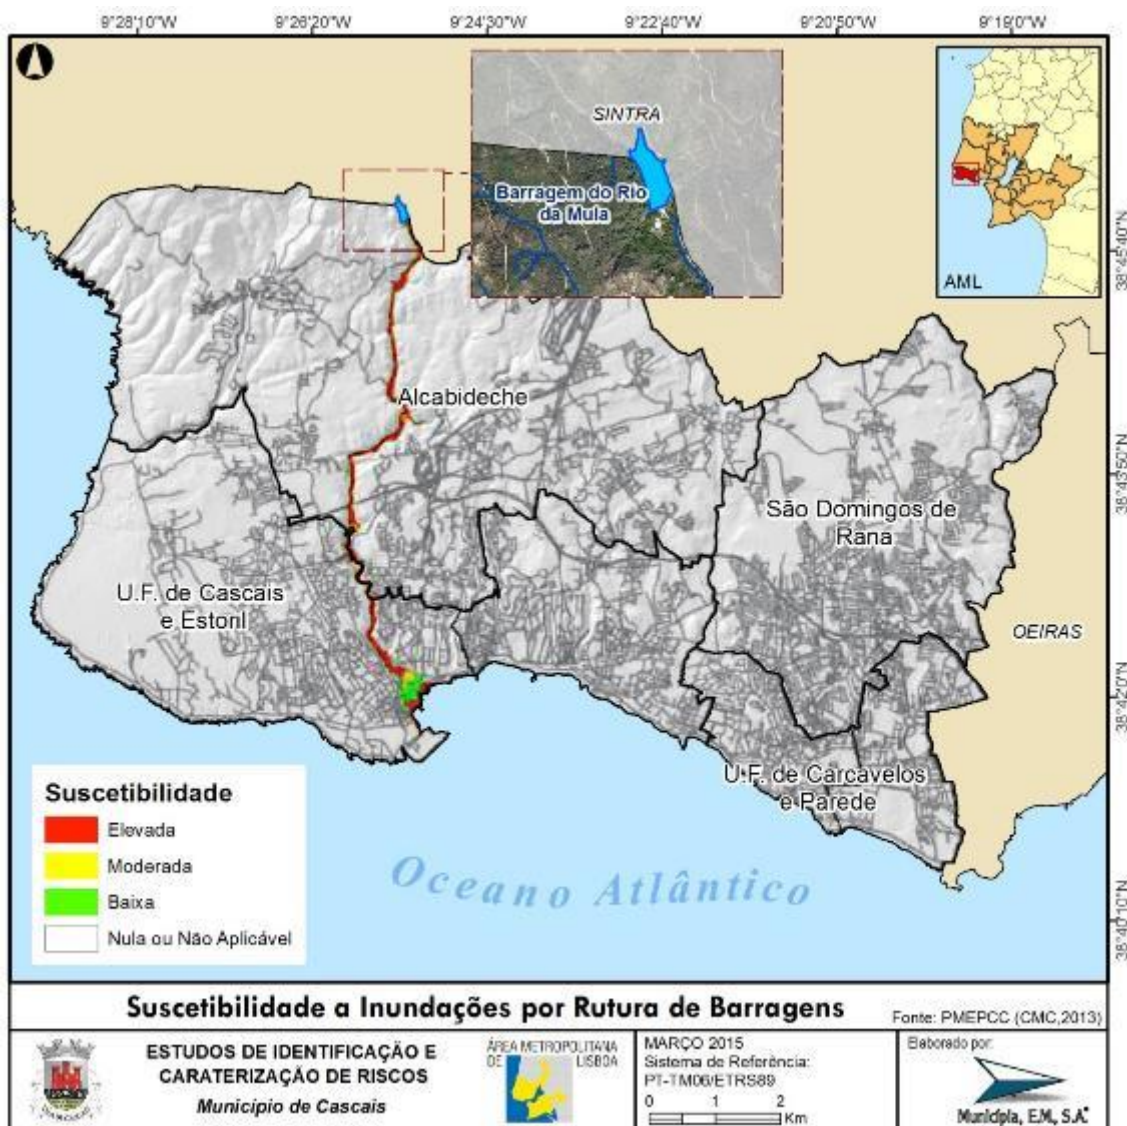 9°28'10"W
9°26'20"W
9°24'30"W
9°22'40"W
9°20'50"W
9°19'0"W
SINTRA
Barragem do Rio
da Mula
AML
38°45'40"N
Alcabideche
38°43'50"N
São Domingos de
Rana
U.F. de Cascais
e Estoril
OEIRAS
38°42'0"N
U.F. de Carcavelos
e Parede
Suscetibilidade
Elevada
Moderada
Baixa
Nula ou Não Aplicável
Oceano Atlântico
38°40'10"N
Suscetibilidade a Inundações por Rutura de Barragens
Fonte: PMEPCC (CMC,2013)
ESTUDOS DE IDENTIFICAÇÃO E
CARATERIZAÇÃO DE RISCOS
Município de Cascais
ÁREA METROPOLITANA
DE LISBOA
MARÇO 2015
Sistema de Referência:
PT-TM06/ETRS89
0 1 2
Km
Elaborado por:
Municípia, E.M., S.A.